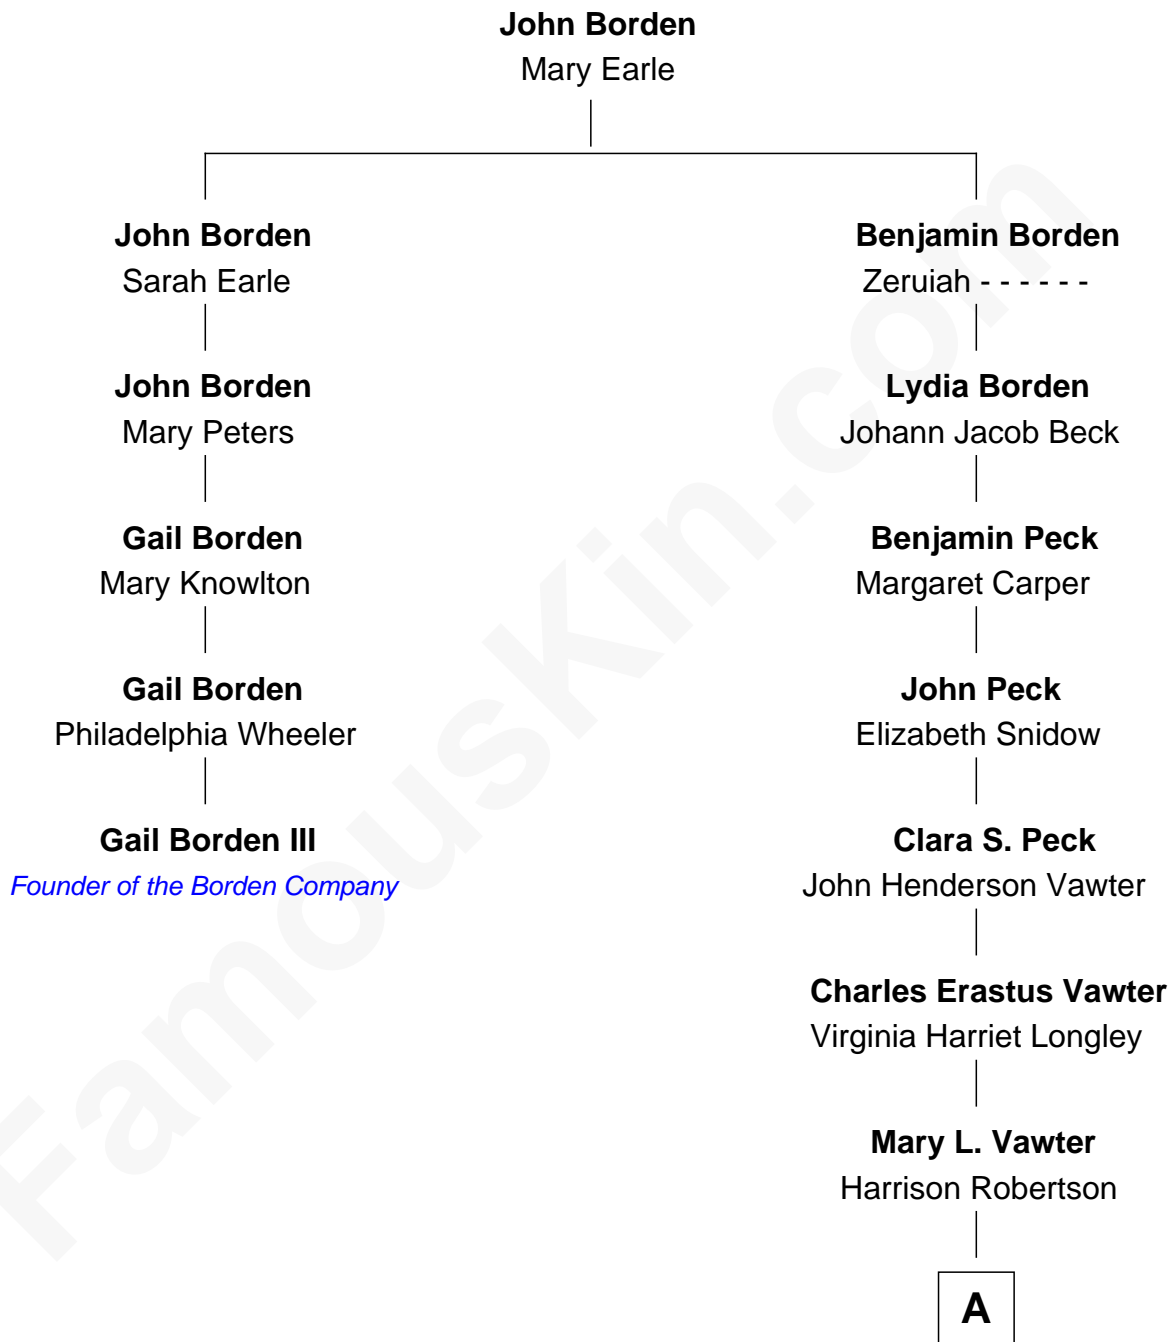 John Borden
Mary Earle
John Borden
Sarah Earle
Benjamin Borden
Zeruiah - - - - - -
John Borden
Mary Peters
Lydia Borden
Johann Jacob Beck
Gail Borden
Mary Knowlton
Benjamin Peck
Margaret Carper
Gail Borden
Philadelphia Wheeler
John Peck
Elizabeth Snidow
Gail Borden III
Founder of the Borden Company
Clara S. Peck
John Henderson Vawter
Charles Erastus Vawter
Virginia Harriet Longley
Mary L. Vawter
Harrison Robertson
A
FamousKin.com